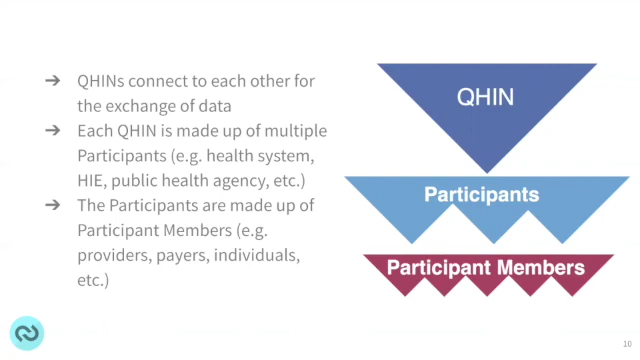 ➔ QHINs connect to each other for
the exchange of data
➔ Each QHIN is made up of multiple
Participants (e.g. health system,
HIE, public health agency, etc.)
➔ The Participants are made up of
Participant Members (e.g.
providers, payers, individuals,
etc.)
QHIN
Participants
Participant Members
10